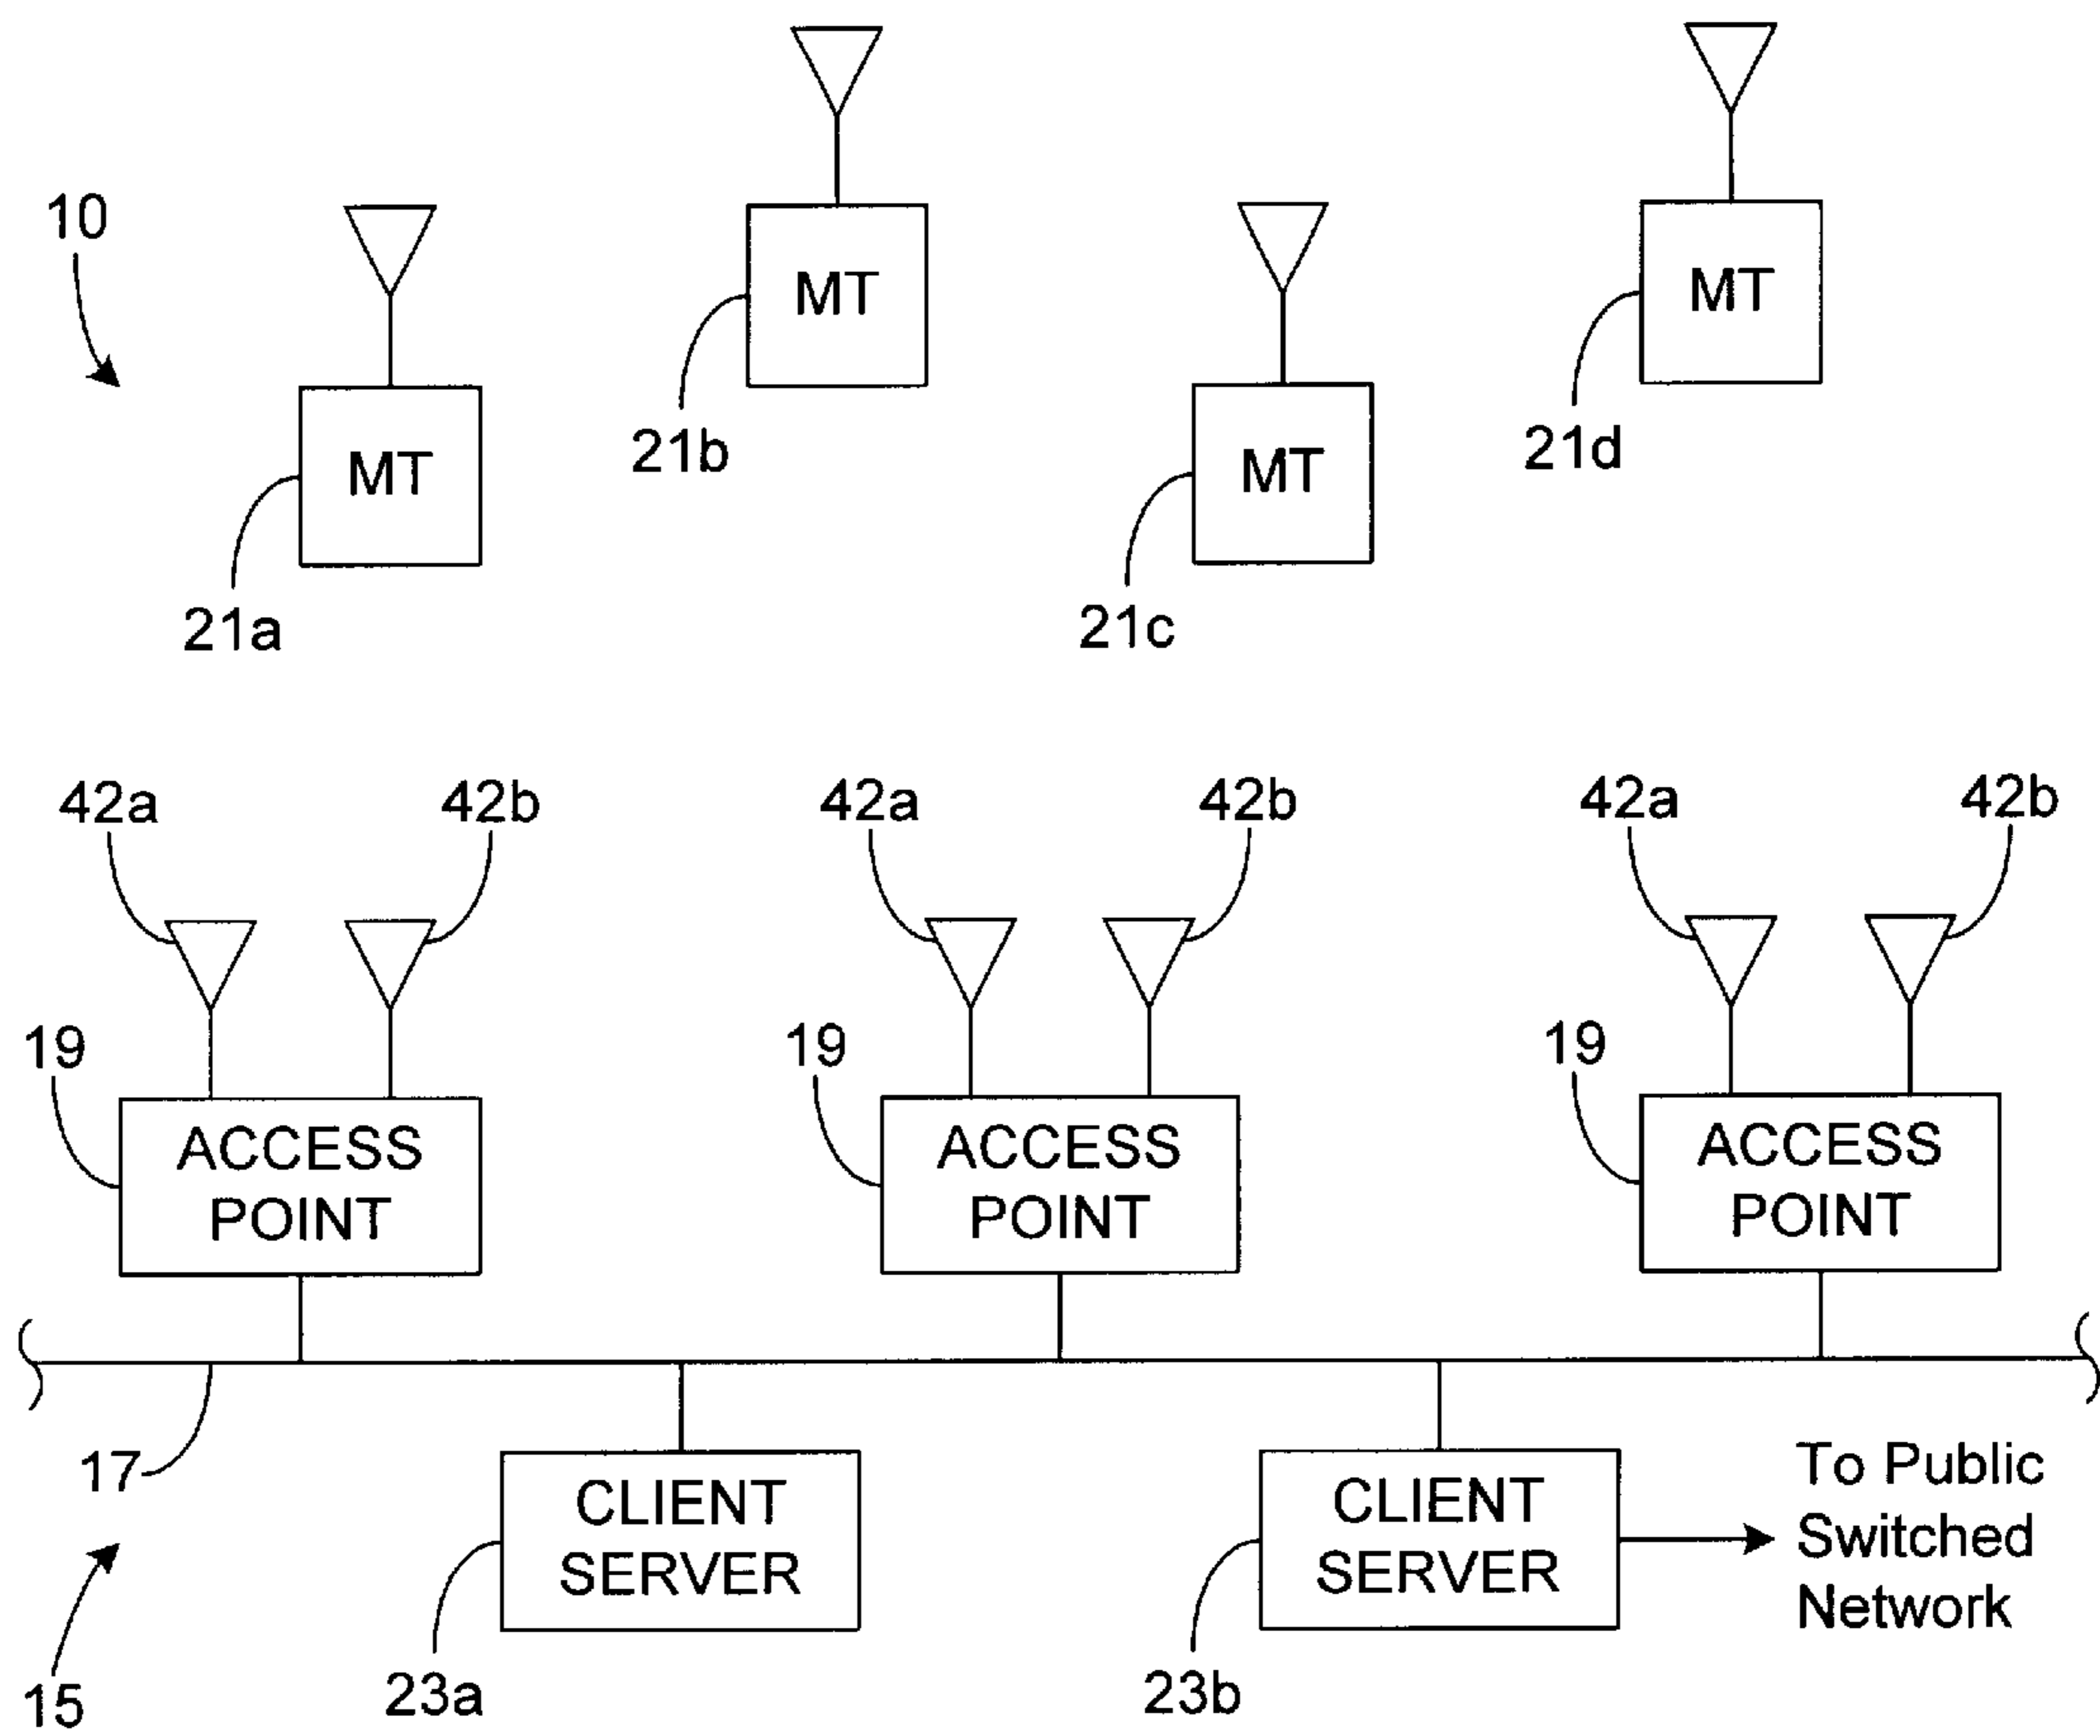 10
MT
MT
MT
MT
21b
21d
21a
21c
42a
42b
42a
42b
42a
42b
19
19
19
ACCESS
POINT
ACCESS
POINT
ACCESS
POINT
17
CLIENT
SERVER
CLIENT
SERVER
To Public
Switched
Network
15
23a
23b